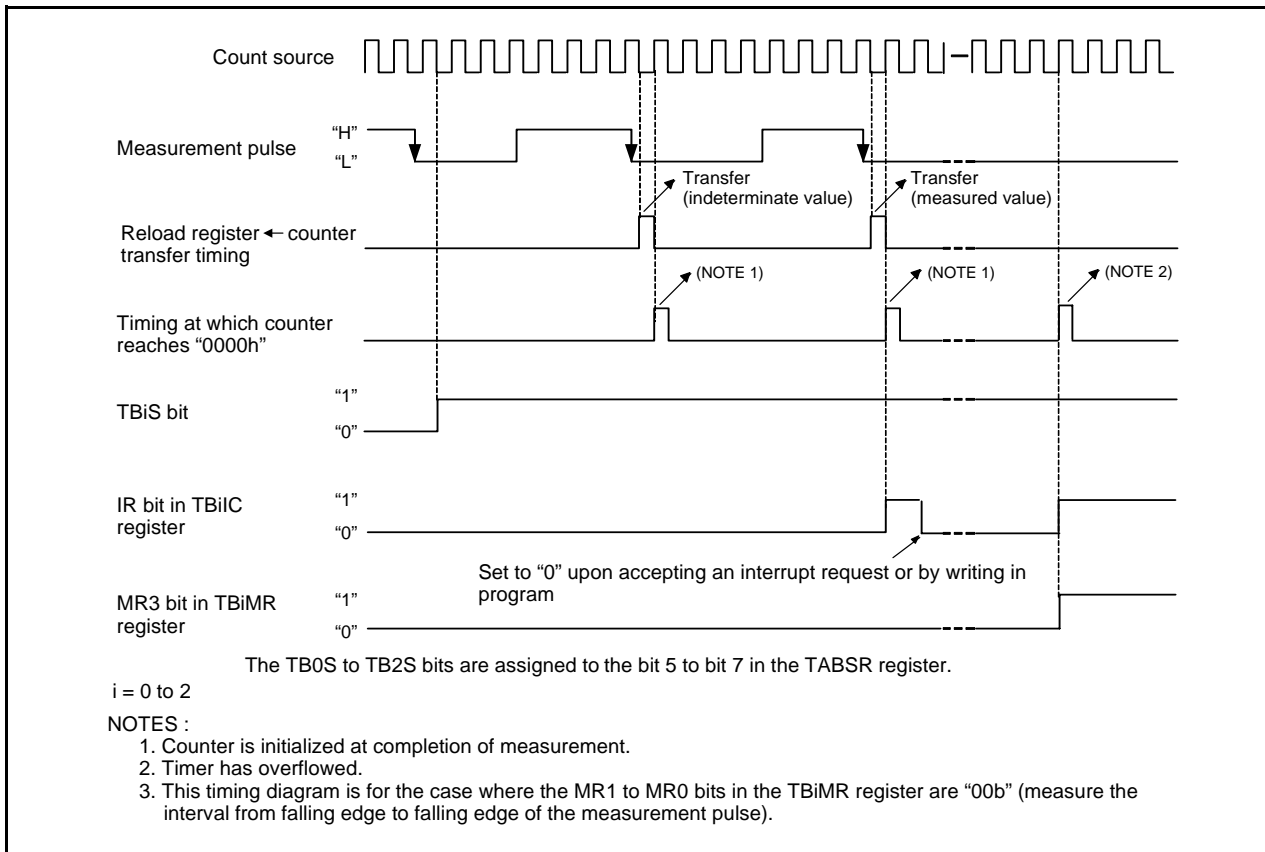 Count source
Measurement pulse
“H”
“L”
Transfer
(indeterminate value)
Transfer
(measured value)
Reload register ← counter
transfer timing
(NOTE 1)
(NOTE 1)
(NOTE 2)
Timing at which counter
reaches “0000h”
TBiS bit
“1”
“0”
IR bit in TBiIC
register
“1”
“0”
Set to “0” upon accepting an interrupt request or by writing in
program
MR3 bit in TBiMR
register
“1”
“0”
The TB0S to TB2S bits are assigned to the bit 5 to bit 7 in the TABSR register.
i = 0 to 2
NOTES :
1. Counter is initialized at completion of measurement.
2. Timer has overflowed.
3. This timing diagram is for the case where the MR1 to MR0 bits in the TBiMR register are “00b” (measure the
interval from falling edge to falling edge of the measurement pulse).